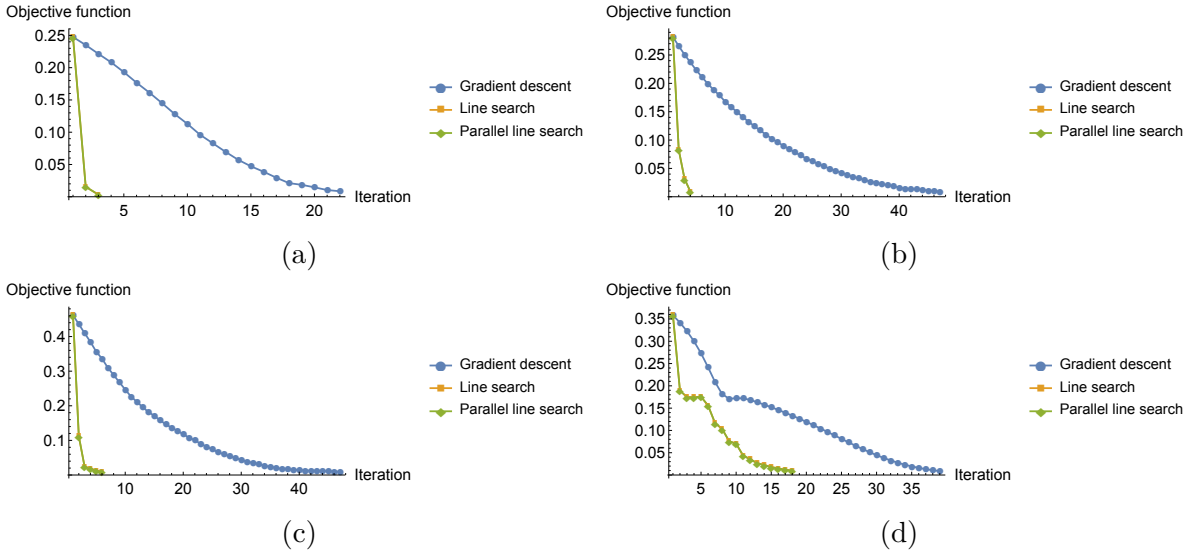 Objective function
0.25
0.20
0.15
0.10
0.05
5 10 15 20
Iteration
Gradient descent
Line search
Parallel line search
(a)
Objective function
0.25
0.20
0.15
0.10
0.05
10 20 30 40
Iteration
Gradient descent
Line search
Parallel line search
(b)
Objective function
0.4
0.3
0.2
0.1
10 20 30 40
Iteration
Gradient descent
Line search
Parallel line search
(c)
Objective function
0.35
0.30
0.25
0.20
0.15
0.10
0.05
5 10 15 20 25 30 35
Iteration
Gradient descent
Line search
Parallel line search
(d)